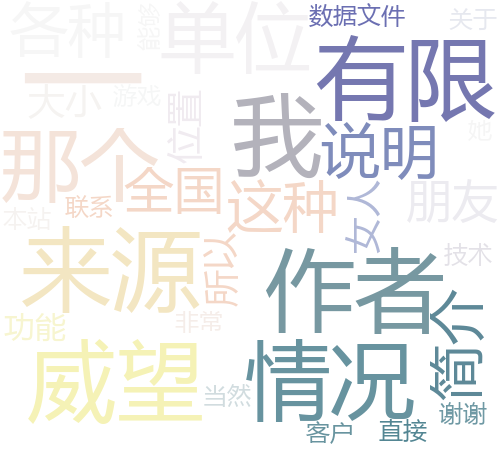 各种
能够
单位
数据文件
关于
一
有限
大小
游戏
位置
我
她
那个
说明
全国
这种
女人
朋友
本站
联系
所以
来源
作者
技术
功能
非常
简介
威望
情况
当然
谢谢
客户
直接